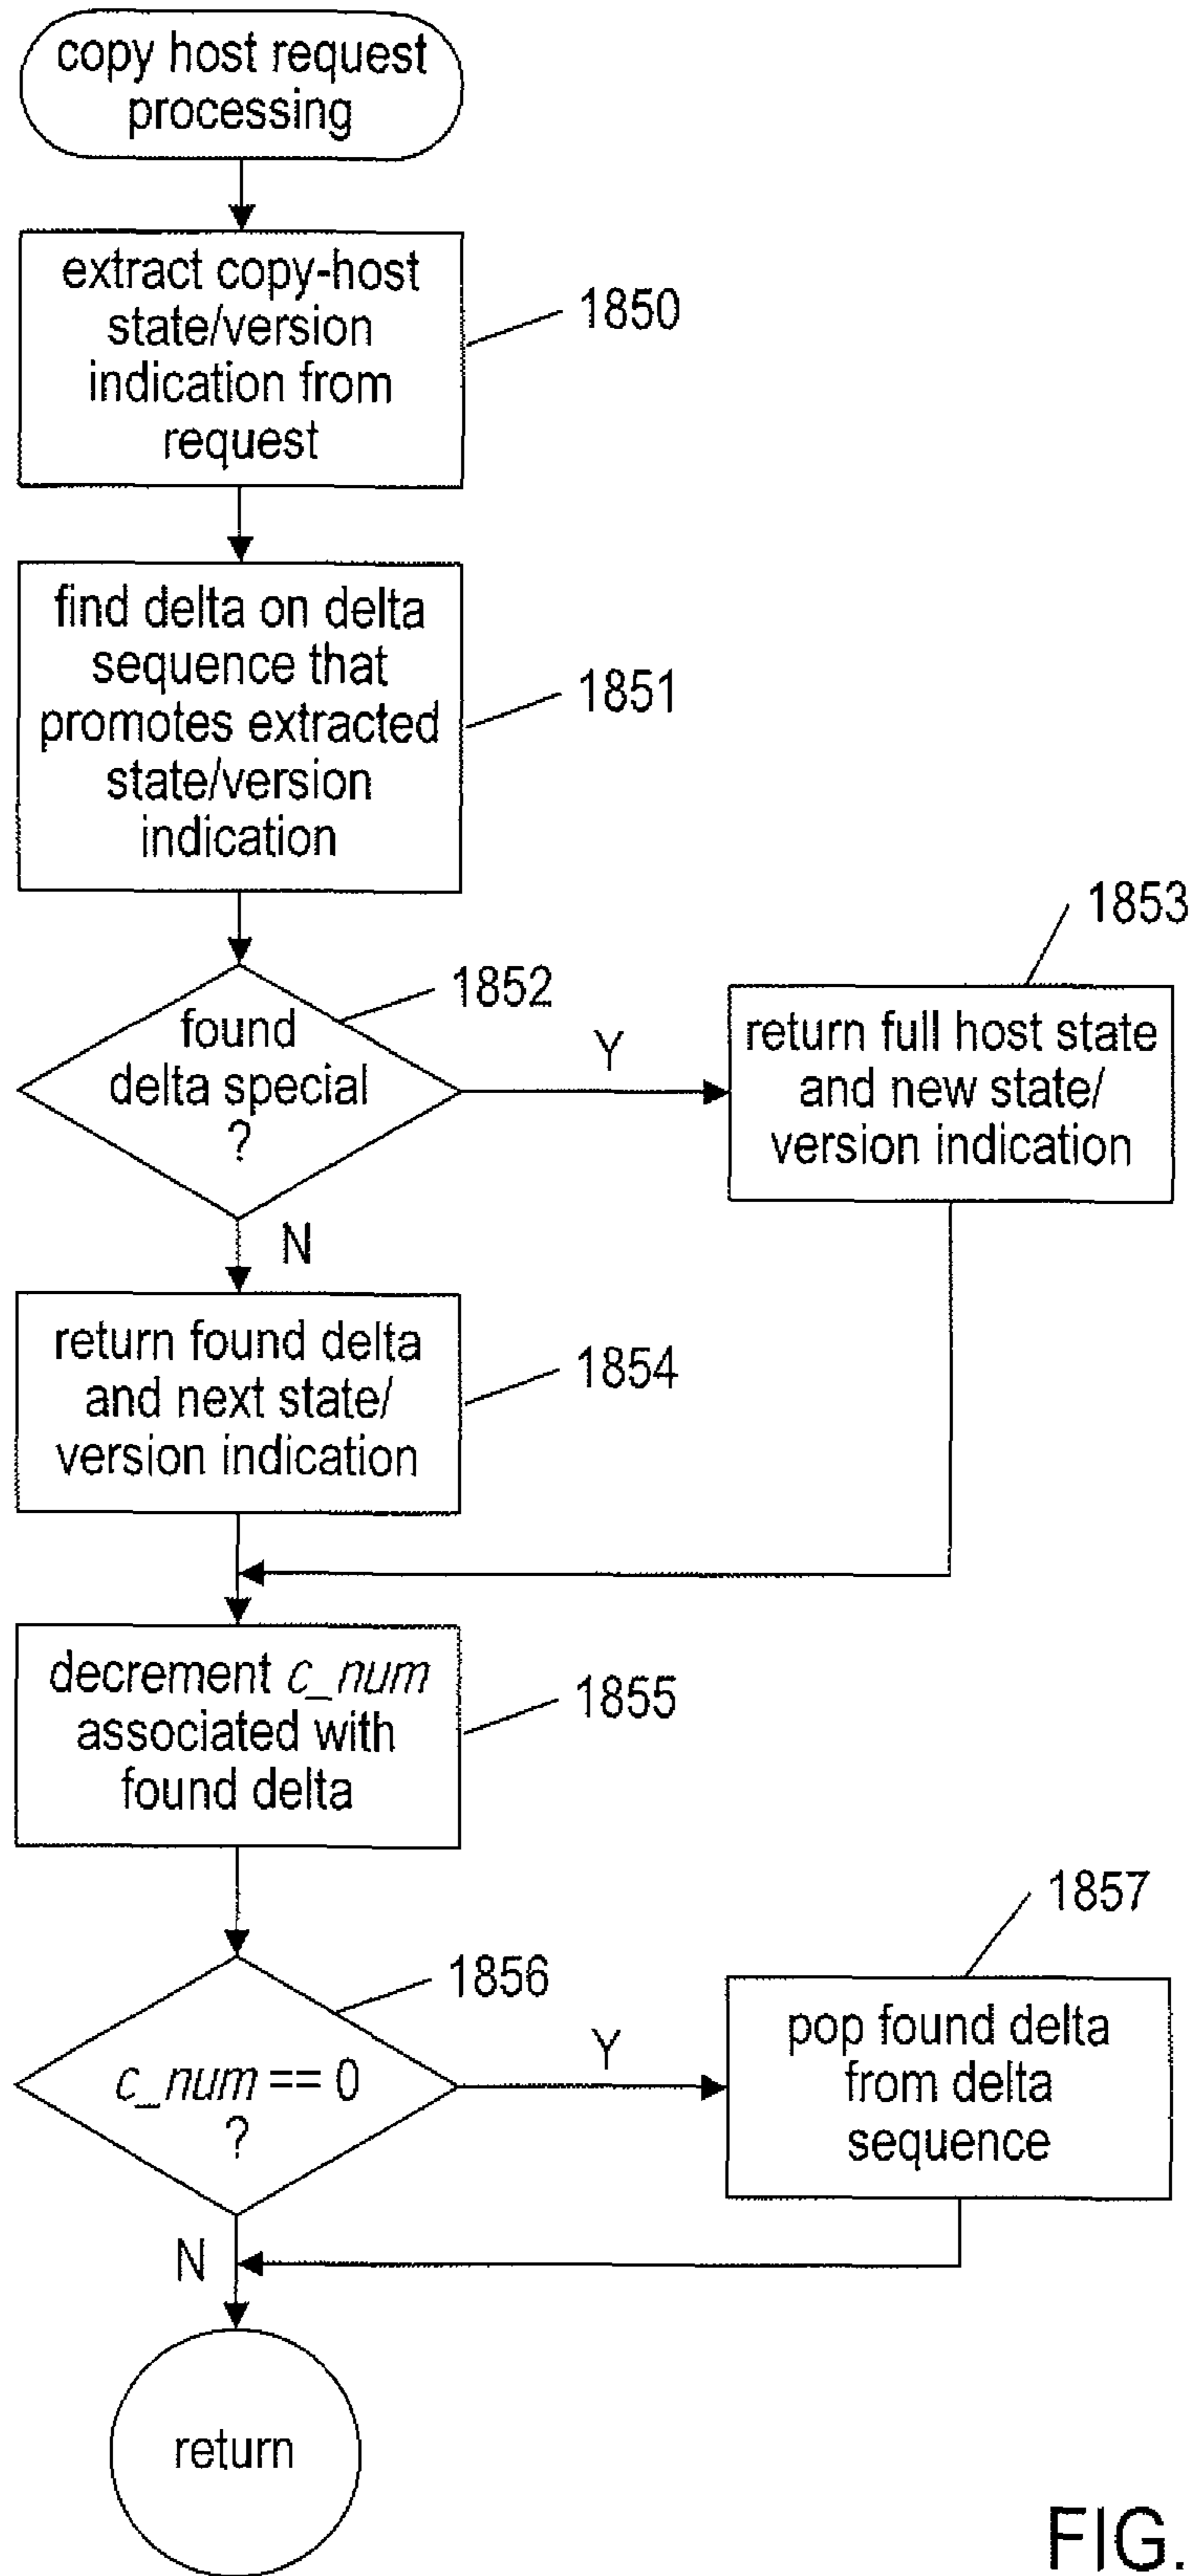 copy host request
processing
extract copy-host
state/version
indication from
request
1850
find delta on delta
sequence that
promotes extracted
state/version
indication
1851
found
delta special
?
1852
Y
N
return full host state
and new state/
version indication
1853
return found delta
and next state/
version indication
1854
decrement c_num
associated with
found delta
1855
c_num == 0
?
1856
Y
N
pop found delta
from delta
sequence
1857
return
FIG.